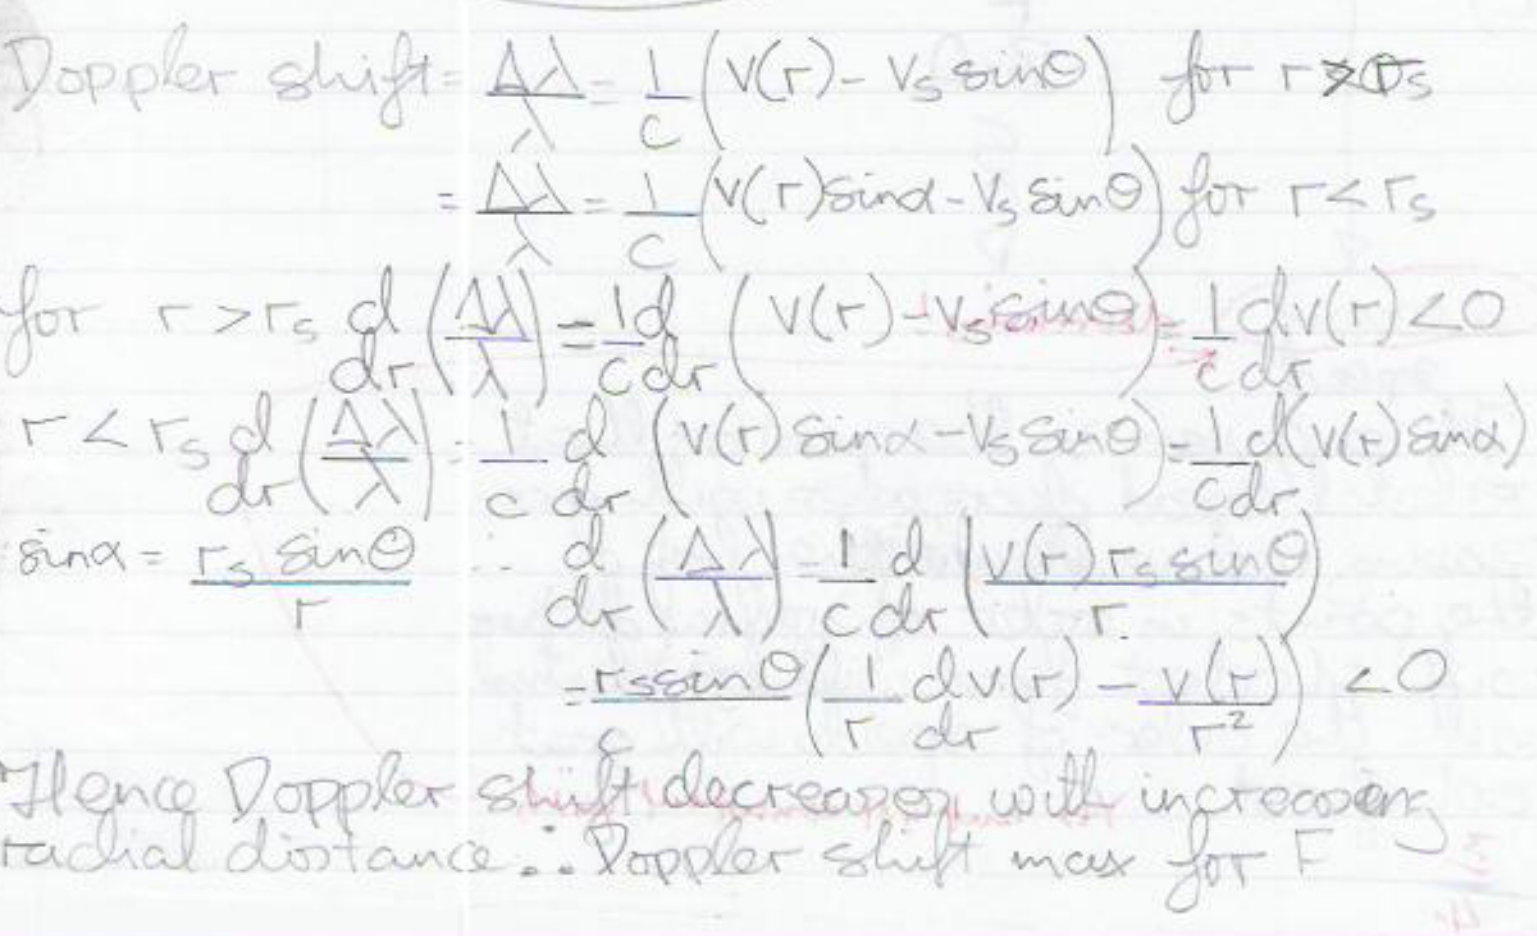 Doppler shift = Δλ/λ = 1/c (v(r) - Vs sinθ) for r > rs
= Δλ/λ = 1/c (v(r) sinα - Vs sinθ) for r < rs
for r > rs d/dr (Δλ/λ) = 1/c d/dr (v(r) - Vs sinθ) = 1/c dv(r)/dr < 0
r < rs d/dr (Δλ/λ) = 1/c d/dr (v(r) sinα - Vs sinθ) = 1/c d(v(r) sinα)/dr
sinα = rs sinθ / r ∴ d/dr (Δλ/λ) = 1/c d/dr (v(r) rs sinθ / r)
= rs sinθ / c (1/r dv(r)/dr - v(r)/r²) < 0
Hence Doppler shift decreases with increasing
radial distance ∴ Doppler shift max for F